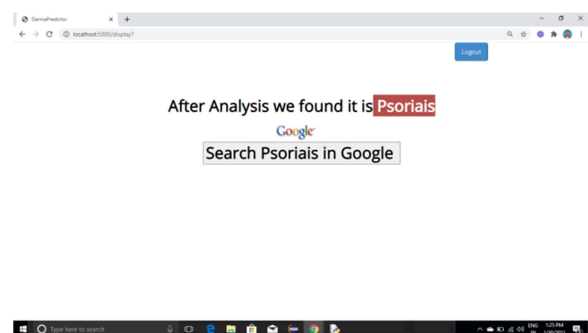 DermaPredictor
localhost:5000/display?
Logout
After Analysis we found it is Psoriais
Google
Search Psoriais in Google
Type here to search
ENG 1:25 PM